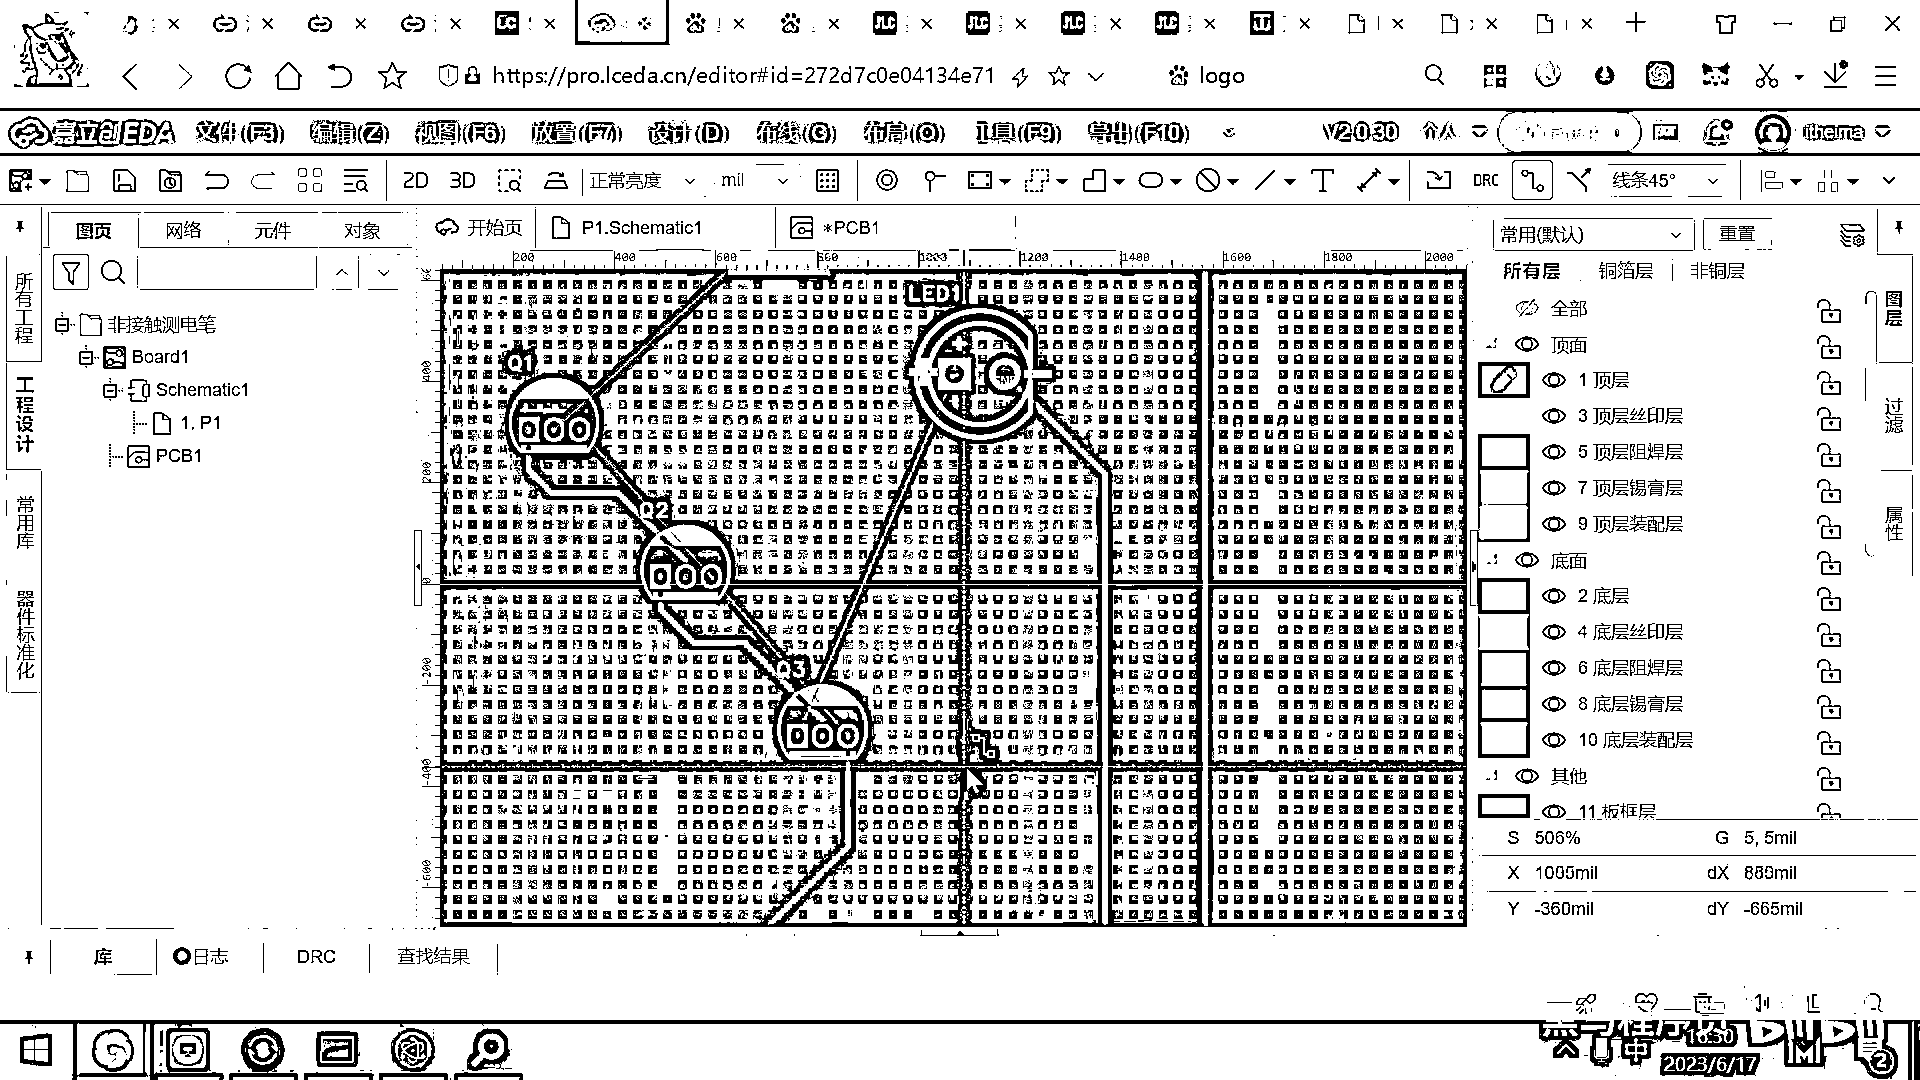 https://pro.lceda.cn/editor#id=272d7c0e04134e71
logo
嘉立创EDA 文件(F3) 编辑(Z) 视图(F6) 放置(F7) 设计(D) 布线(G) 布局(O) 工具(F9) 导出(F10)
V2.0.30 个人
itheima
2D 3D 正常亮度 mil
DRC 线条45°
图页 网络 元件 对象
开始页 P1.Schematic1 *PCB1
常用(默认) 重置
所有层 铜箔层 非铜层
200 400 600 800 1000 1200 1400 1600 1800 2000
所有工程
工程设计
常用库
器件标准化
非接触测电笔
Board1
Schematic1
1. P1
PCB1
LED1
Q1
Q2
Q3
400
200
0
-200
-400
-600
全部
顶面
1 顶层
3 顶层丝印层
5 顶层阻焊层
7 顶层锡膏层
9 顶层装配层
底面
2 底层
4 底层丝印层
6 底层阻焊层
8 底层锡膏层
10 底层装配层
其他
11 板框层
图层
过滤
属性
S 506% G 5, 5mil
X 1005mil dX 880mil
Y -360mil dY -665mil
库 日志 DRC 查找结果
中
16:30
2023/6/17
2